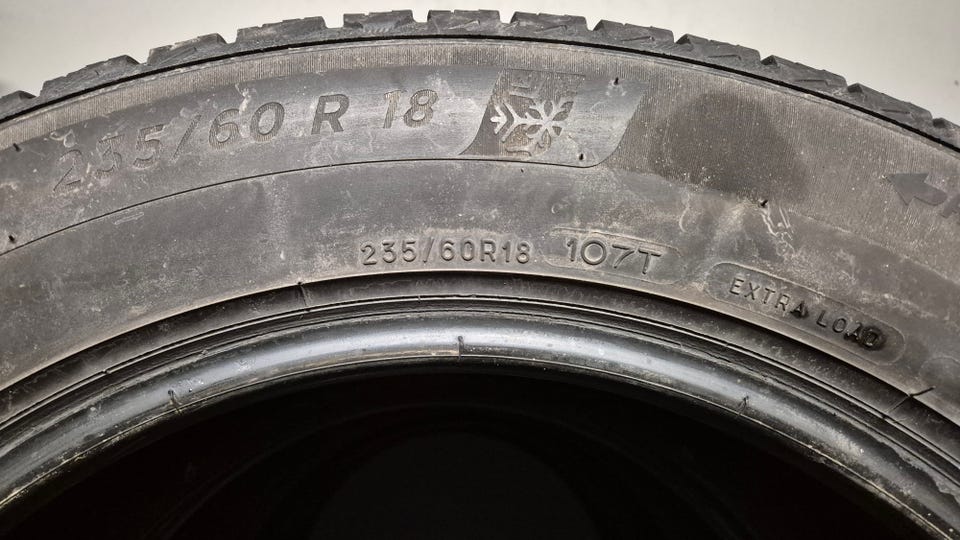 235/60 R 18
235/60R18 107T
EXTRA LOAD